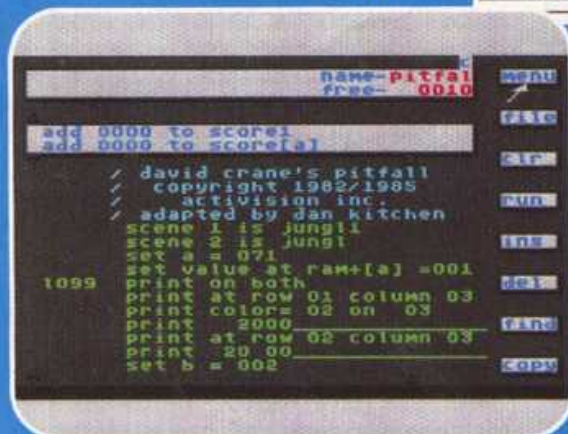 c
name-pitfal
free- 0010
menu
file
clr
run
ins
del
find
copy
add 0000 to score1
add 0000 to score[a]
/ david crane's pitfall
/ copyright 1982/1985
/ activision inc.
/ adapted by dan kitchen
scene 1 is jungl1
scene 2 is jungl
set a = 071
set value at ram+[a] =001
1099 print on both
print at row 01 column 03
print color= 02 on 03
print 2000
print at row 02 column 03
print 20 00
set b = 002